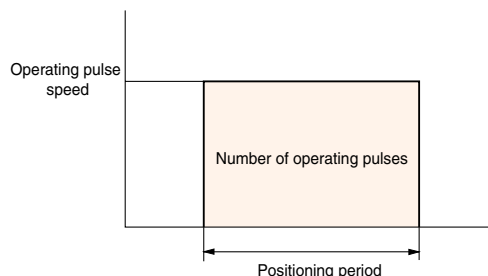 Operating pulse
speed
Number of operating pulses
Positioning period